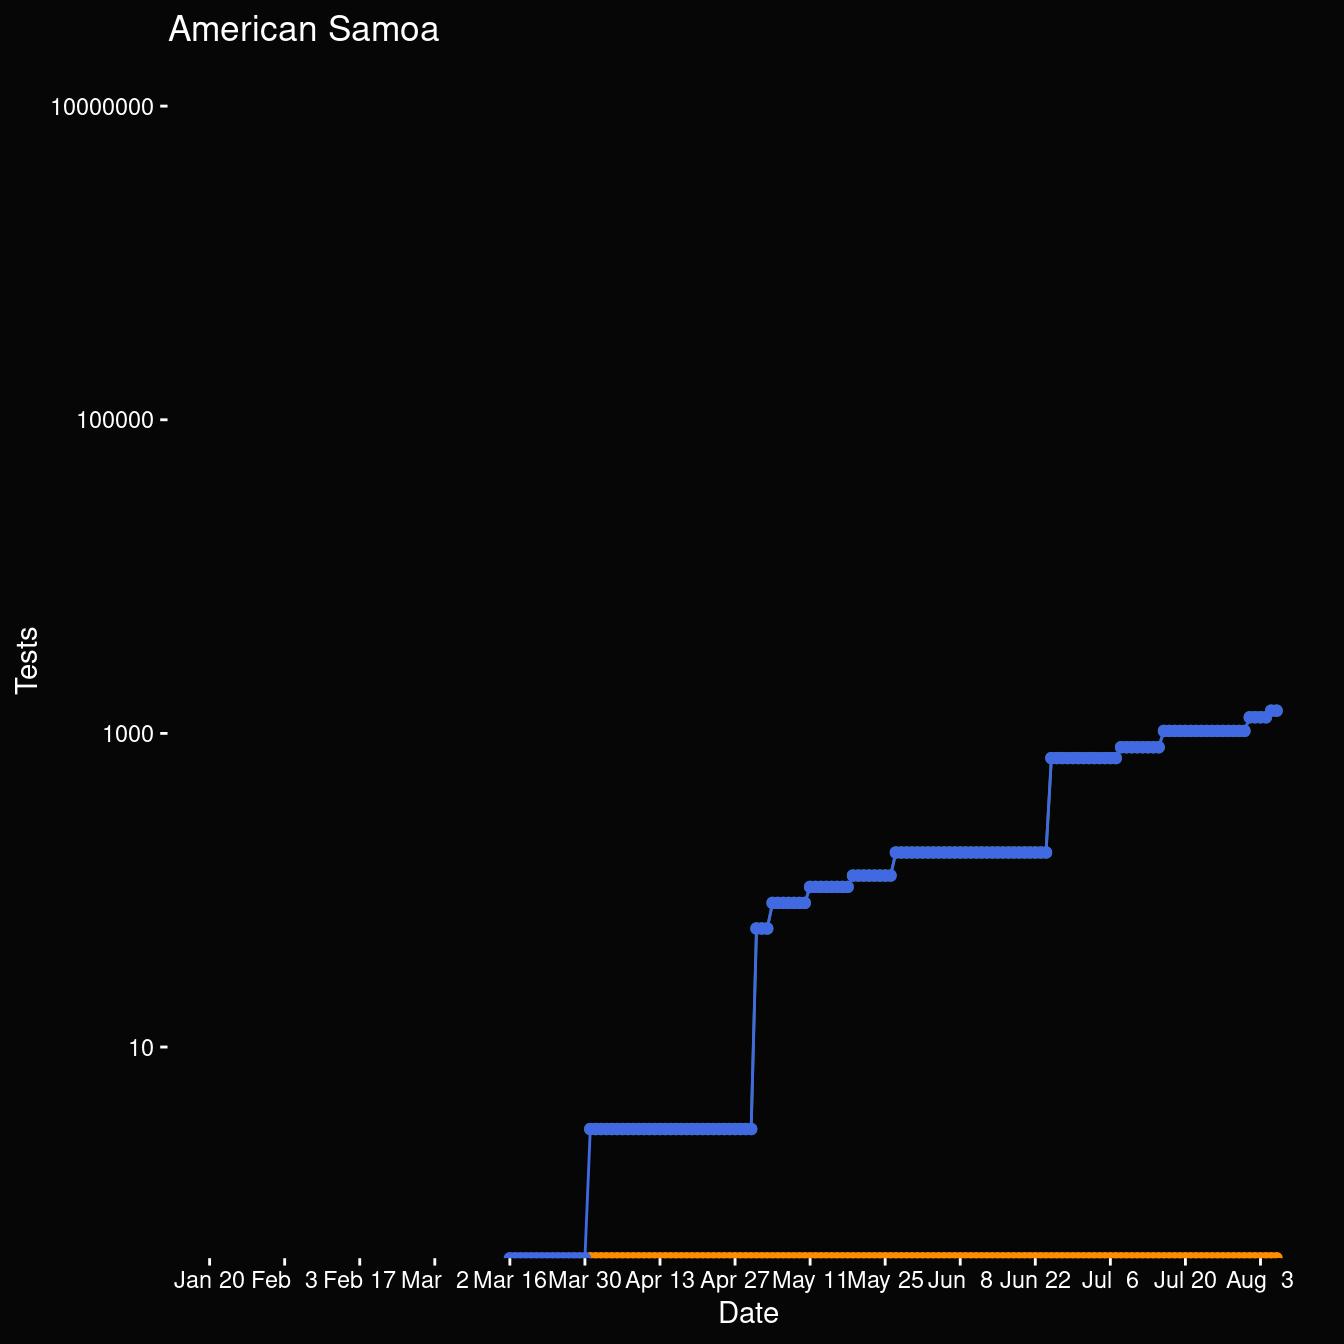 American Samoa
10000000
100000
1000
10
Tests
Jan 20 Feb 3 Feb 17 Mar 2 Mar 16 Mar 30 Apr 13 Apr 27 May 11 May 25 Jun 8 Jun 22 Jul 6 Jul 20 Aug 3
Date